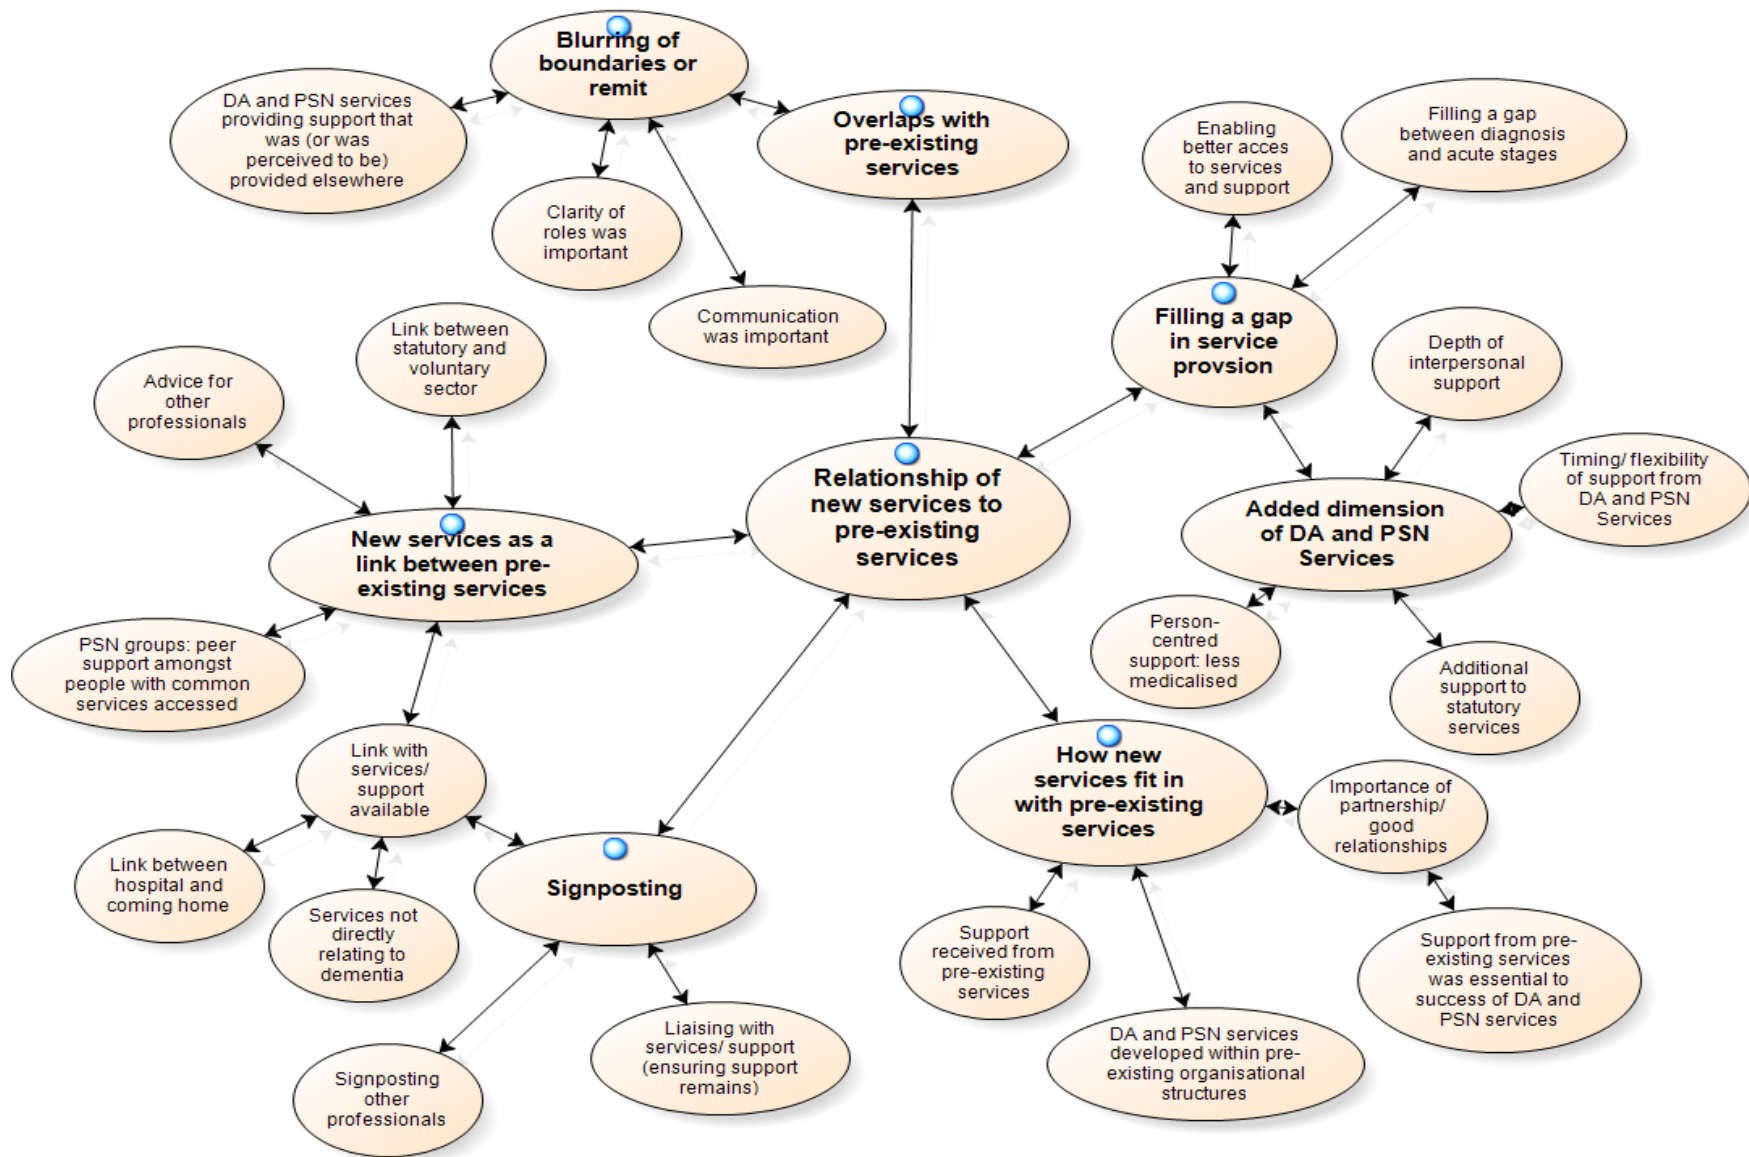 Blurring of
boundaries or
remit
DA and PSN services
providing support that
was (or was
perceived to be)
provided elsewhere
Overlaps with
pre-existing
services
Clarity of
roles was
important
Communication
was important
Enabling
better acces
to services
and support
Filling a gap
between diagnosis
and acute stages
Filling a gap
in service
provsion
Depth of
interpersonal
support
Timing/ flexibility
of support from
DA and PSN
Services
Added dimension
of DA and PSN
Services
Person-
centred
support: less
medicalised
Additional
support to
statutory
services
Link between
statutory and
voluntary
sector
Advice for
other
professionals
Relationship of
new services to
pre-existing
services
New services as a
link between pre-
existing services
PSN groups: peer
support amongst
people with common
services accessed
Link with
services/
support
available
Link between
hospital and
coming home
Services not
directly
relating to
dementia
Signposting
Signposting
other
professionals
Liaising with
services/ support
(ensuring support
remains)
How new
services fit in
with pre-existing
services
Importance of
partnership/
good
relationships
Support
received from
pre-existing
services
Support from pre-
existing services
was essential to
success of DA and
PSN services
DA and PSN services
developed within pre-
existing organisational
structures